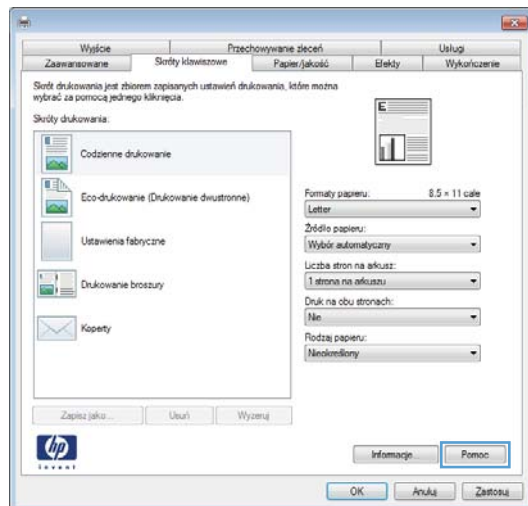 Wyjście Przechowywanie zleceń Usługi
Zaawansowane Skróty klawiszowe Papier/jakość Efekty Wykończenie
Skrót drukowania jest zbiorem zapisanych ustawień drukowania, które można
wybrać za pomocą jednego kliknięcia.
Skróty drukowania:
Codzienne drukowanie
Eco-drukowanie (Drukowanie dwustronne)
Ustawienia fabryczne
Drukowanie broszury
Koperty
E
Formaty papieru: 8.5 × 11 cale
Letter
Źródło papieru:
Wybór automatyczny
Liczba stron na arkusz:
1 strona na arkuszu
Druk na obu stronach:
Nie
Rodzaj papieru:
Nieokreślony
Zapisz jako... Usuń Wyzeruj
hp
invent
Informacje... Pomoc
OK Anuluj Zastosuj